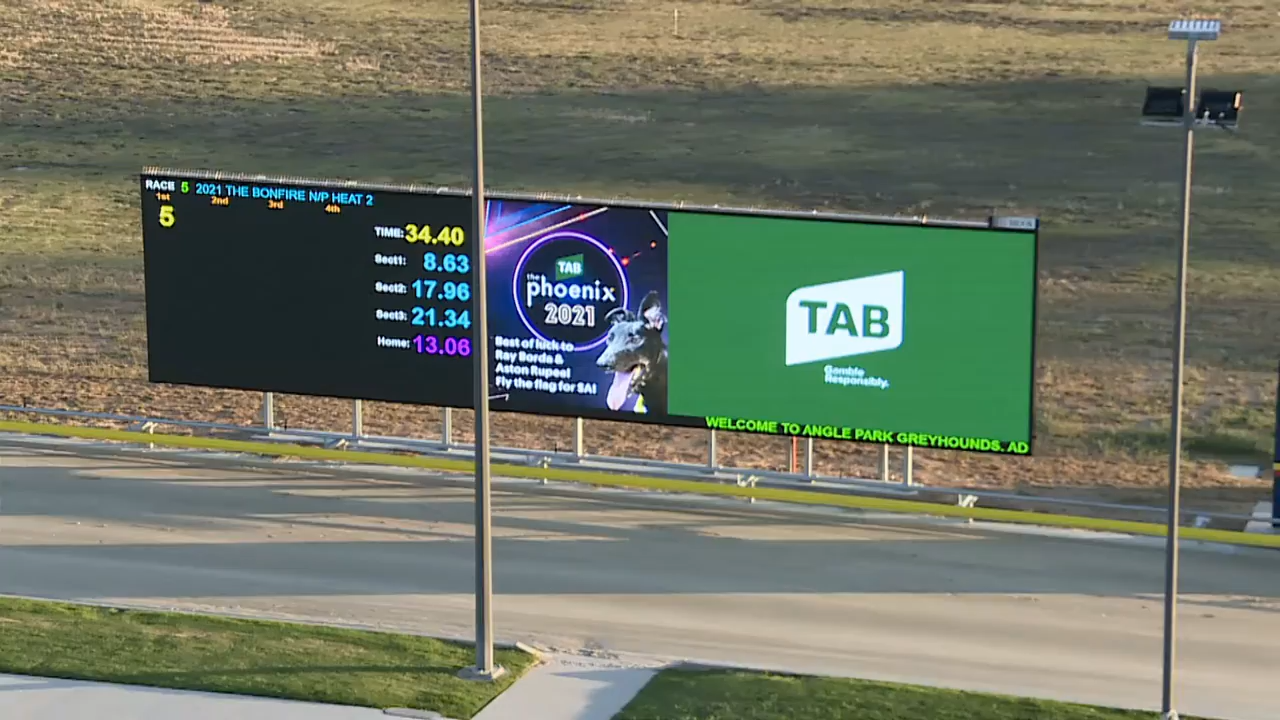 RACE 5 2021 THE BONFIRE N/P HEAT 2
1st 2nd 3rd 4th
5
TIME: 34.40
Sect1: 8.63
Sect2: 17.96
Sect3: 21.34
Home: 13.06
TAB
the
phoenix
2021
Best of luck to
Ray Borda &
Aston Rupee!
Fly the flag for SA!
TAB
Gamble
Responsibly.
WELCOME TO ANGLE PARK GREYHOUNDS. AD